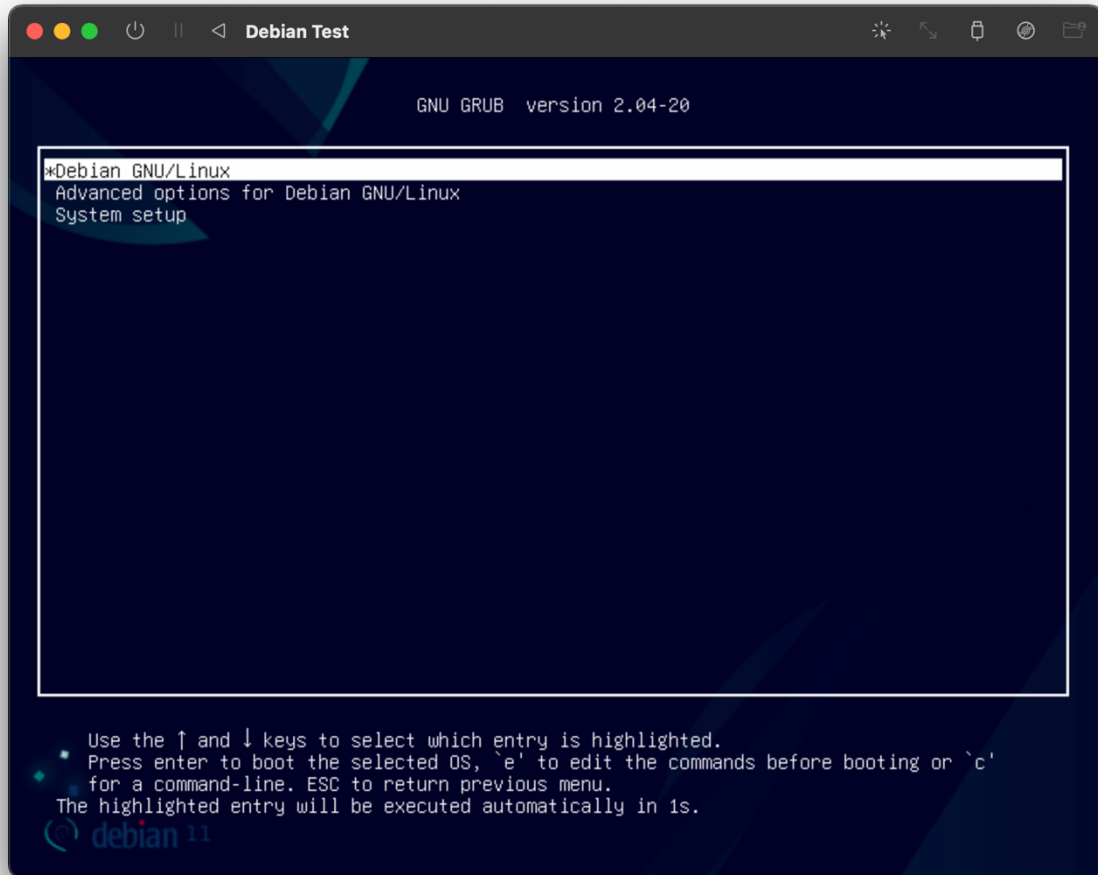 Debian Test
GNU GRUB  version 2.04-20
*Debian GNU/Linux
Advanced options for Debian GNU/Linux
System setup
Use the ↑ and ↓ keys to select which entry is highlighted.
Press enter to boot the selected OS, `e' to edit the commands before booting or `c'
for a command-line. ESC to return previous menu.
The highlighted entry will be executed automatically in 1s.
debian 11